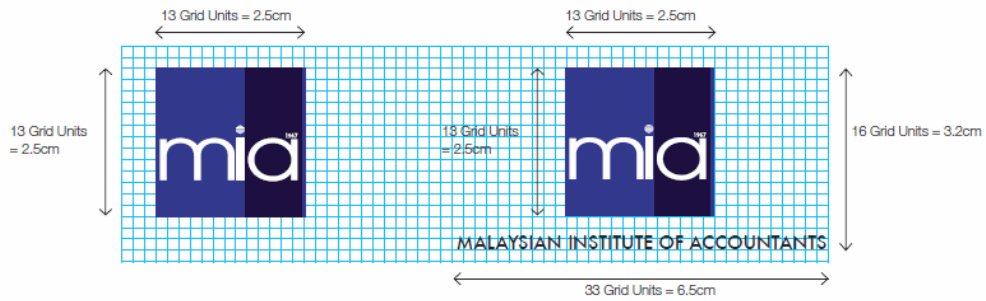 13 Grid Units = 2.5cm
13 Grid Units = 2.5cm
13 Grid Units
= 2.5cm
13 Grid Units
= 2.5cm
16 Grid Units = 3.2cm
1967
mia
1967
mia
MALAYSIAN INSTITUTE OF ACCOUNTANTS
33 Grid Units = 6.5cm